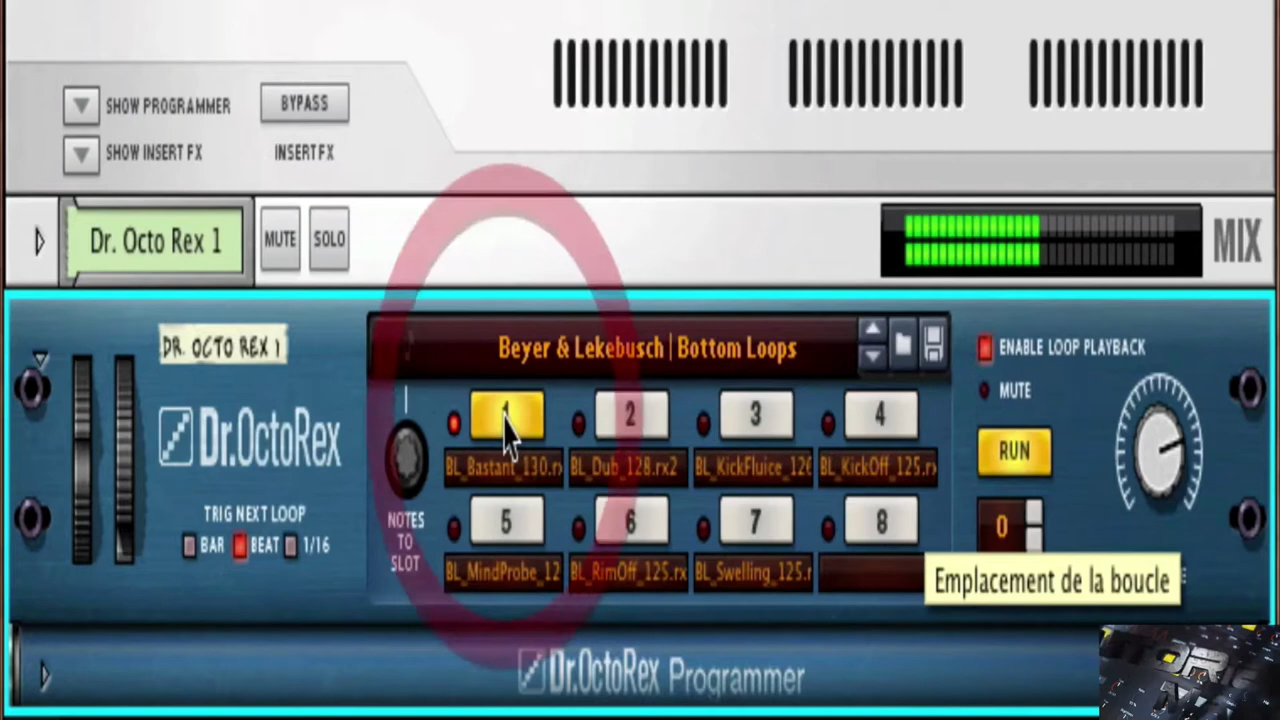 SHOW PROGRAMMER
BYPASS
SHOW INSERT FX
INSERT FX
Dr. Octo Rex 1
MUTE
SOLO
MIX
DR. OCTO REX 1
Beyer & Lekebusch | Bottom Loops
ENABLE LOOP PLAYBACK
MUTE
Dr.OctoRex
1
2
3
4
RUN
BL_Bastant_130.rx
BL_Dub_128.rx2
BL_KickFluice_126
BL_KickOff_125.rx
TRIG NEXT LOOP
BAR
BEAT
1/16
NOTES
TO
SLOT
5
6
7
8
0
BL_MindProbe_12
BL_RimOff_125.rx
BL_Swelling_125.r
Emplacement de la boucle
Dr.OctoRex Programmer